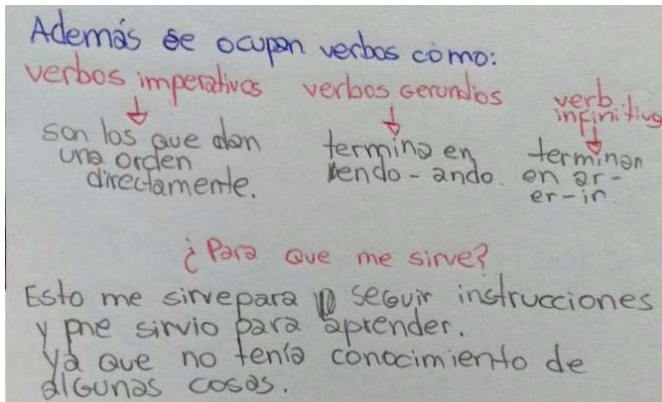 Además se ocupan verbos como:
verbos imperativos verbos Gerundios verb. infinitivo
son los que dan una orden directamente.
termina en iendo - ando.
terminan en ar- er-ir.
¿Para que me sirve?
Esto me sirve para seguir instrucciones
y me sirvio para aprender.
ya que no tenía conocimiento de
algunas cosas.